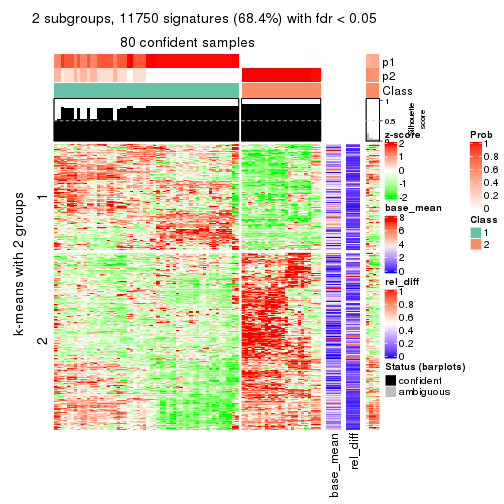 2 subgroups, 11750 signatures (68.4%) with fdr < 0.05
80 confident samples
p1
p2
Class
1
0.5
Silhouette
score
k-means with 2 groups
1
2
z-score
2
1
0
-1
-2
base_mean
8
6
4
2
0
rel_diff
1
0.8
0.6
0.4
0.2
0
Status (barplots)
confident
ambiguous
Prob
1
0.8
0.6
0.4
0.2
0
Class
1
2
base_mean
rel_diff